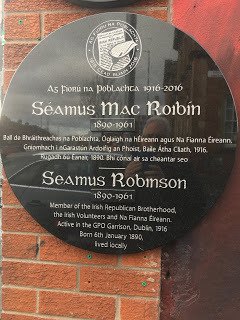 Ag Fíorú na Poblachta 1916-2016
Séamus Mac Roibín
1890-1961
Ball de Bhráithreachas na Poblachta, Óglaigh na hÉireann agus Na Fianna Éireann.
Gníomhach i nGarastún Ardoifig an Phoist, Baile Átha Cliath, 1916.
Rugadh 6ú Eanair, 1890. Bhí cónaí air sa cheantar seo
Seamus Robinson
1890-1961
Member of the Irish Republican Brotherhood,
the Irish Volunteers and Na Fianna Éireann.
Active in the GPO Garrison, Dublin, 1916
Born 6th January 1890,
lived locally